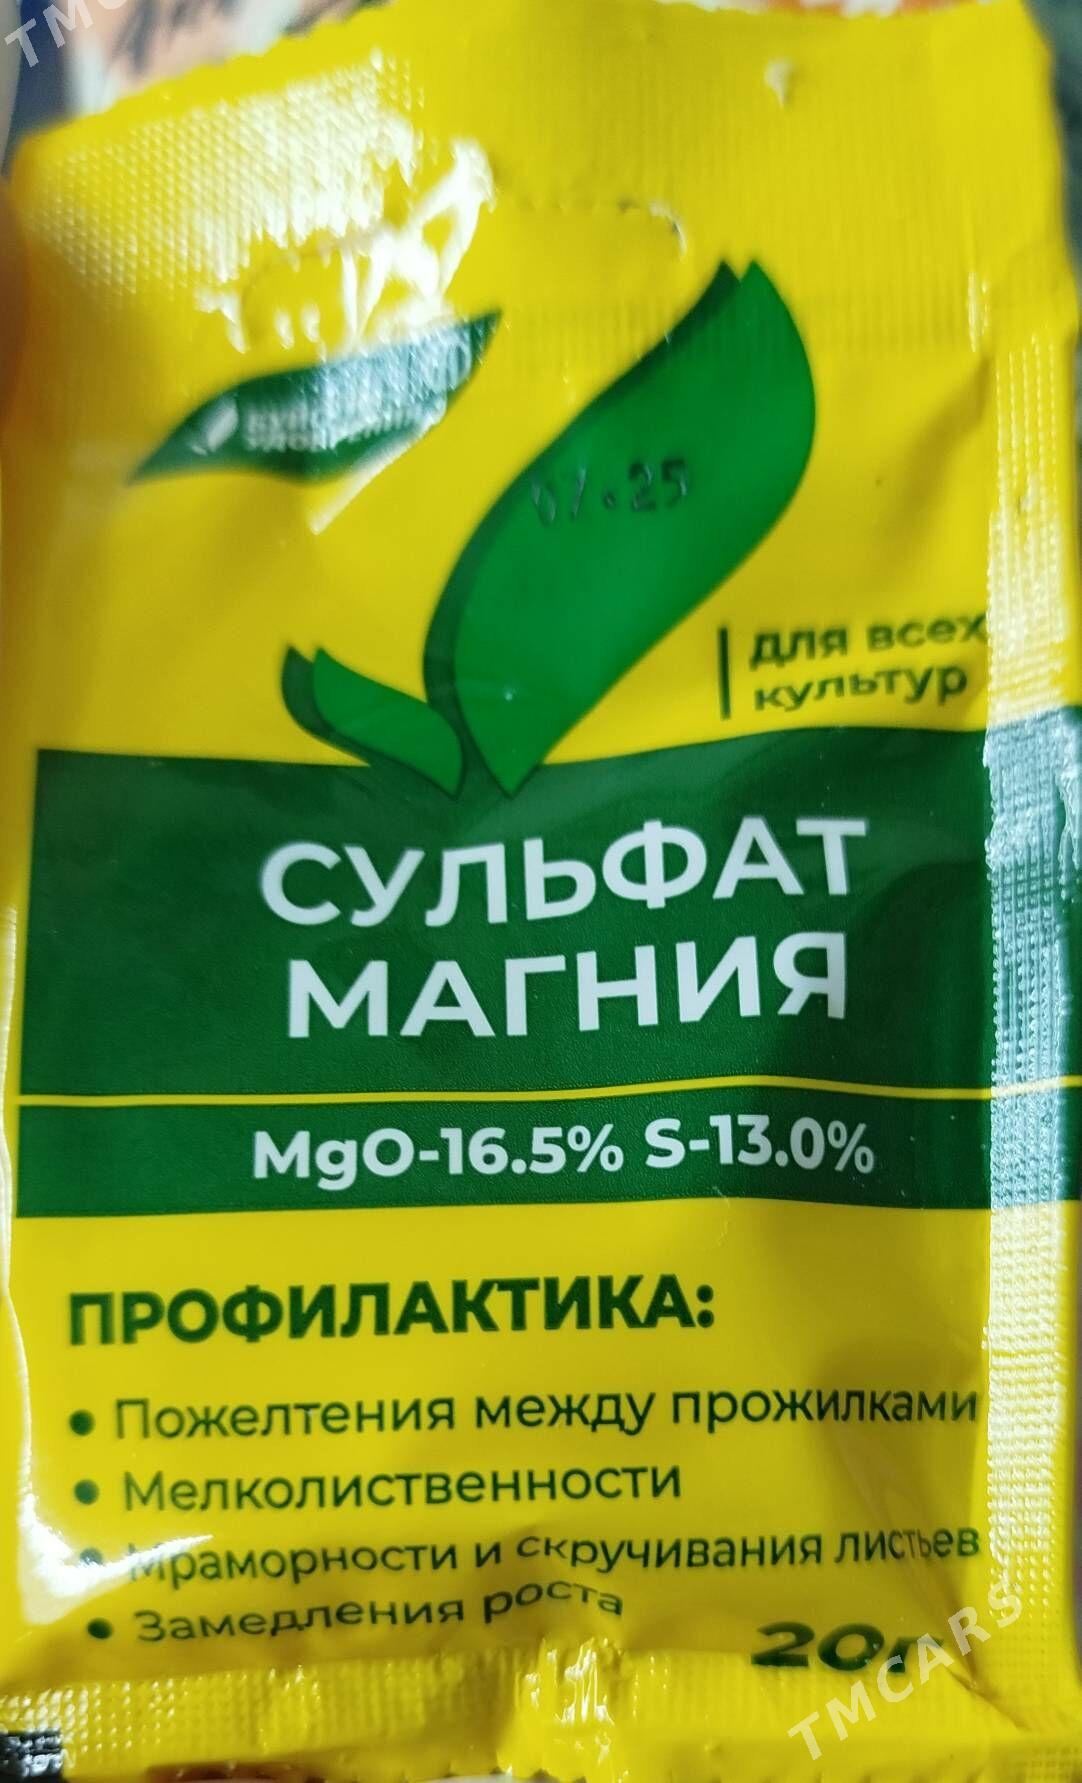 07.25
для всех
культур
СУЛЬФАТ
МАГНИЯ
MgO-16.5% S-13.0%
ПРОФИЛАКТИКА:
• Пожелтения между прожилками
• Мелколиственности
• Мраморности и скручивания листьев
• Замедления роста
20г
TMCARS